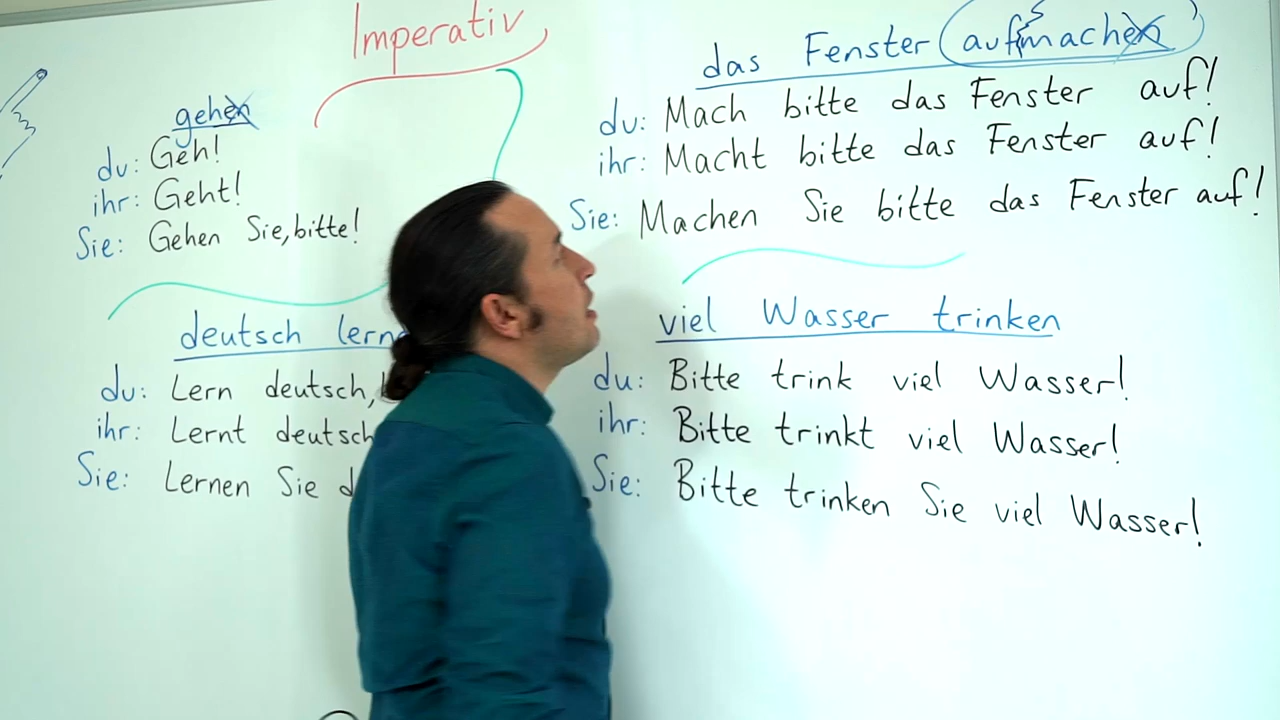 Imperativ
gehen
du: Geh!
ihr: Geht!
Sie: Gehen Sie, bitte!
deutsch
du: Lern deutsch,
ihr: Lernt deutsch
Sie: Lernen Sie
das Fenster aufmachen
du: Mach bitte das Fenster auf!
ihr: Macht bitte das Fenster auf!
Sie: Machen Sie bitte das Fenster auf!
viel Wasser trinken
du: Bitte trink viel Wasser!
ihr: Bitte trinkt viel Wasser!
Sie: Bitte trinken Sie viel Wasser!